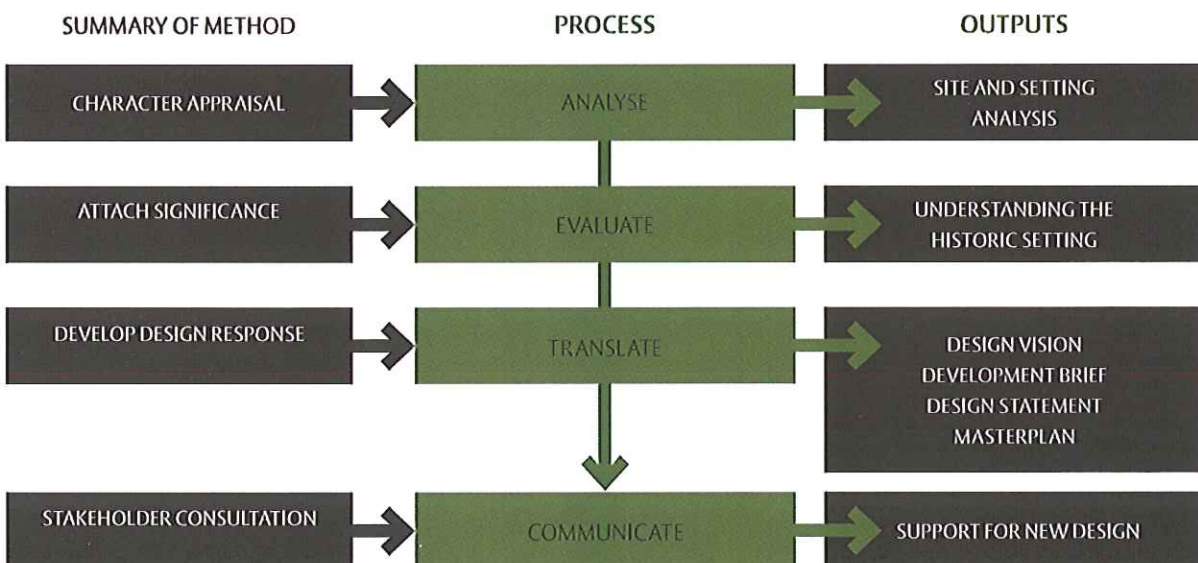 SUMMARY OF METHOD
PROCESS
OUTPUTS
CHARACTER APPRAISAL
ANALYSE
SITE AND SETTING
ANALYSIS
ATTACH SIGNIFICANCE
EVALUATE
UNDERSTANDING THE
HISTORIC SETTING
DEVELOP DESIGN RESPONSE
TRANSLATE
DESIGN VISION
DEVELOPMENT BRIEF
DESIGN STATEMENT
MASTERPLAN
STAKEHOLDER CONSULTATION
COMMUNICATE
SUPPORT FOR NEW DESIGN